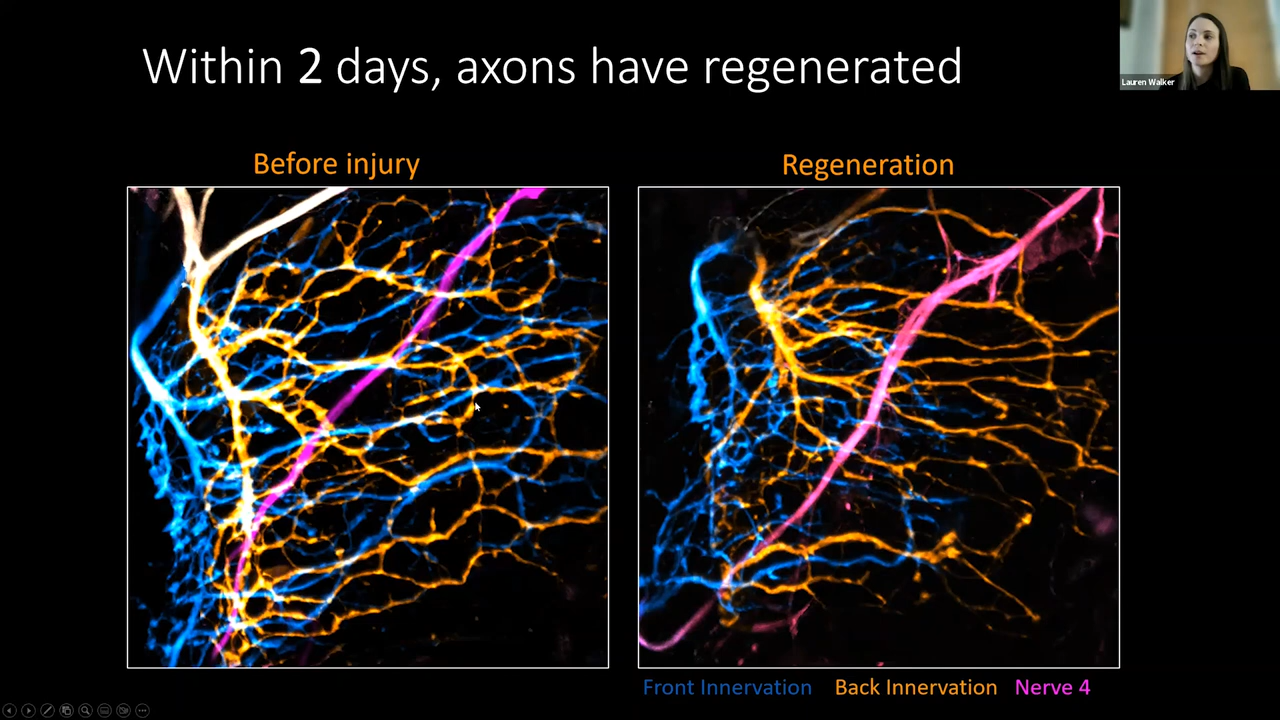 Within 2 days, axons have regenerated
Lauren Walker
Before injury
Regeneration
Front Innervation Back Innervation Nerve 4